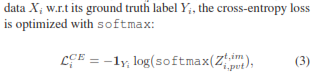 data X_i w.r.t its ground truth label Y_i, the cross-entropy loss
is optimized with softmax:
L_i^{CE} = −1_{Y_i} log(softmax(Z_{i,pvt}^{t,im}), (3)